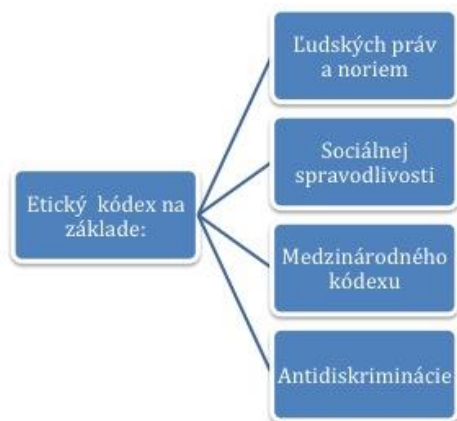 Etický kódex na
základe:
Ľudských práv
a noriem
Sociálnej
spravodlivosti
Medzinárodného
kódexu
Antidiskriminácie